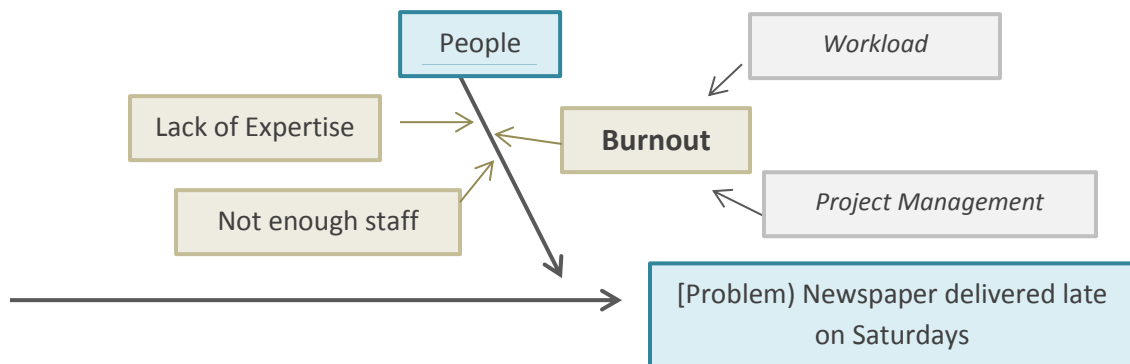 People
Workload
Lack of Expertise
Burnout
Not enough staff
Project Management
[Problem) Newspaper delivered late
on Saturdays